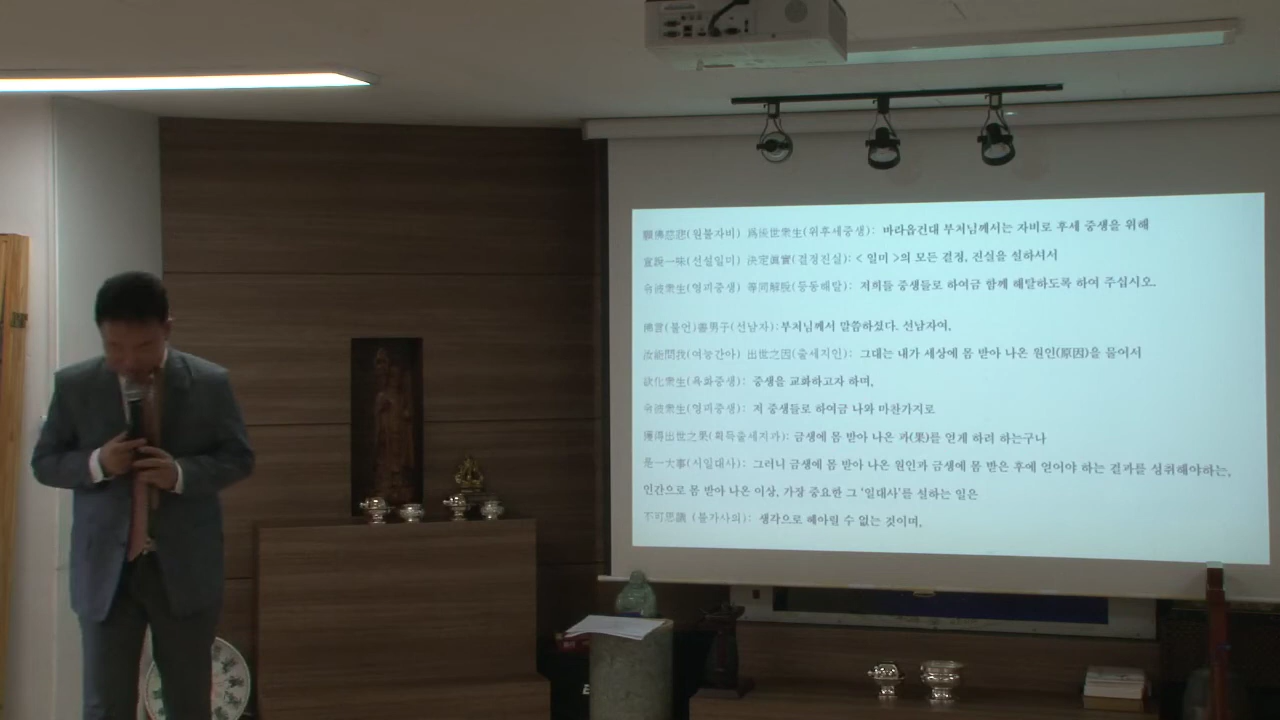 願佛慈悲(원불자비) 爲後世衆生(위후세중생): 바라옵건대 부처님께서는 자비로 후세 중생을 위해
宣說一味(선설일미) 決定眞實(결정진실): < 일미 >의 모든 결정, 진실을 설하서서
令彼衆生(영피중생) 等同解脫(등동해탈): 저희들 중생들로 하여금 함께 해탈하도록 하여 주십시오.
佛言(불언)善男子(선남자): 부처님께서 말씀하셨다. 선남자여,
汝能問我(여능간아) 出世之因(출세지인): 그대는 내가 세상에 몸 받아 나온 원인(原因)을 물어서
欲化衆生(욕화중생): 중생을 교화하고자 하며,
令彼衆生(영피중생): 저 중생들로 하여금 나와 마찬가지로
獲得出世之果(획득출세지과): 금생에 몸 받아 나온 과(果)를 얻게 하려 하는구나
是一大事(시일대사): 그러니 금생에 몸 받아 나온 원인과 금생에 몸 받은 후에 얻어야 하는 결과를 성취해야하는,
인간으로 몸 받아 나온 이상, 가장 중요한 그 '일대사'를 설하는 일은
不可思議 (불가사의): 생각으로 헤아릴 수 없는 것이며,